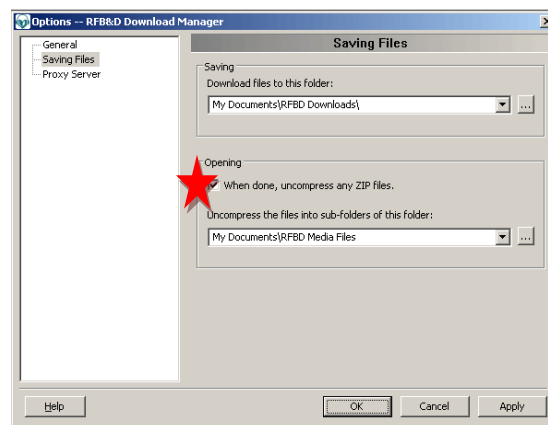 Options -- RFB&D Download Manager
General
Saving Files
Proxy Server
Saving Files
Saving
Download files to this folder:
My Documents\RFBD Downloads\
...
Opening
When done, uncompress any ZIP files.
Uncompress the files into sub-folders of this folder:
My Documents\RFBD Media Files
...
Help
OK
Cancel
Apply